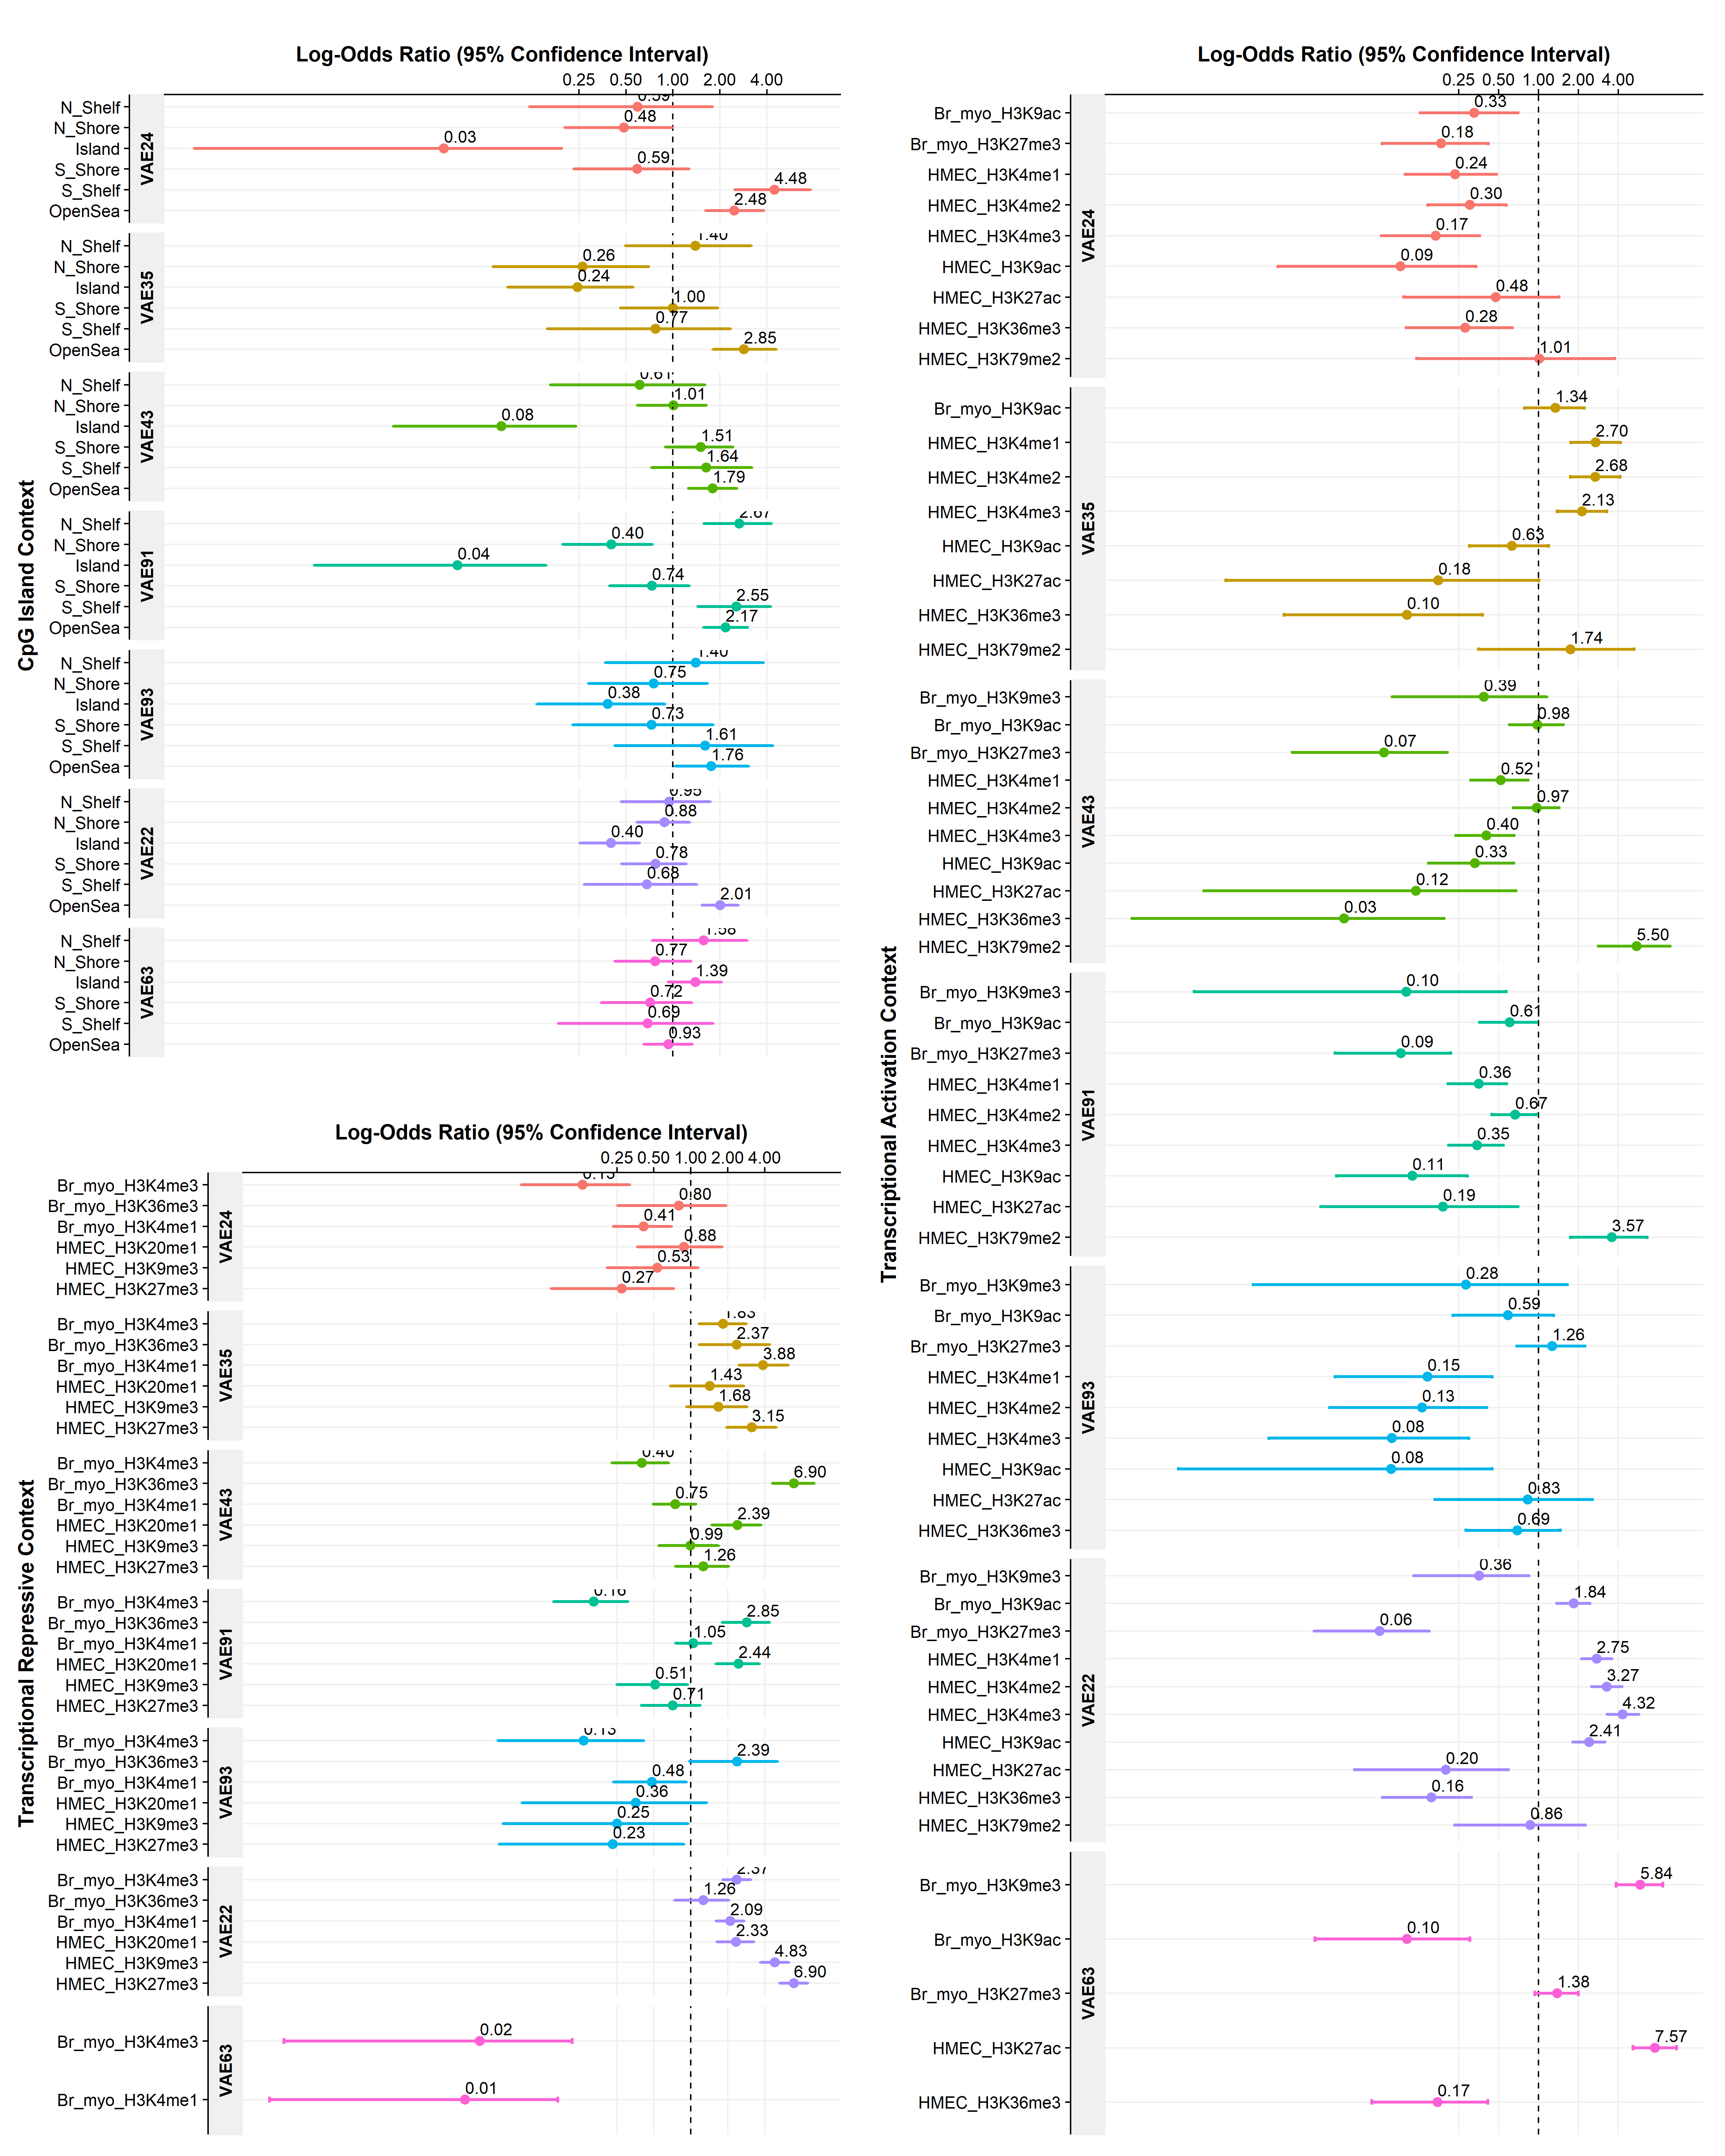 Log-Odds Ratio (95% Confidence Interval)
0.25 0.50 1.00 2.00 4.00
CpG Island Context
VAE24
N_Shelf 0.59
N_Shore 0.48
Island 0.03
S_Shore 0.59
S_Shelf 4.48
OpenSea 2.48
VAE35
N_Shelf 1.40
N_Shore 0.26
Island 0.24
S_Shore 1.00
S_Shelf 0.77
OpenSea 2.85
VAE43
N_Shelf 0.61
N_Shore 1.01
Island 0.08
S_Shore 1.51
S_Shelf 1.64
OpenSea 1.79
VAE91
N_Shelf 2.67
N_Shore 0.40
Island 0.04
S_Shore 0.74
S_Shelf 2.55
OpenSea 2.17
VAE93
N_Shelf 1.40
N_Shore 0.75
Island 0.38
S_Shore 0.73
S_Shelf 1.61
OpenSea 1.76
VAE22
N_Shelf 0.95
N_Shore 0.88
Island 0.40
S_Shore 0.78
S_Shelf 0.68
OpenSea 2.01
VAE63
N_Shelf 1.58
N_Shore 0.77
Island 1.39
S_Shore 0.72
S_Shelf 0.69
OpenSea 0.93
Log-Odds Ratio (95% Confidence Interval)
0.25 0.50 1.00 2.00 4.00
Transcriptional Repressive Context
VAE24
Br_myo_H3K4me3
Br_myo_H3K36me3 0.80
Br_myo_H3K4me1 0.41
HMEC_H3K20me1 0.88
HMEC_H3K9me3 0.53
HMEC_H3K27me3 0.27
VAE35
Br_myo_H3K4me3 1.83
Br_myo_H3K36me3 2.37
Br_myo_H3K4me1 3.88
HMEC_H3K20me1 1.43
HMEC_H3K9me3 1.68
HMEC_H3K27me3 3.15
VAE43
Br_myo_H3K4me3 0.40
Br_myo_H3K36me3 6.90
Br_myo_H3K4me1 0.75
HMEC_H3K20me1 2.39
HMEC_H3K9me3 0.99
HMEC_H3K27me3 1.26
VAE91
Br_myo_H3K4me3 0.16
Br_myo_H3K36me3 2.85
Br_myo_H3K4me1 1.05
HMEC_H3K20me1 2.44
HMEC_H3K9me3 0.51
HMEC_H3K27me3 0.71
VAE93
Br_myo_H3K4me3 0.13
Br_myo_H3K36me3 2.39
Br_myo_H3K4me1 0.48
HMEC_H3K20me1 0.36
HMEC_H3K9me3 0.25
HMEC_H3K27me3 0.23
VAE22
Br_myo_H3K4me3 2.37
Br_myo_H3K36me3 1.26
Br_myo_H3K4me1 2.09
HMEC_H3K20me1 2.33
HMEC_H3K9me3 4.83
HMEC_H3K27me3 6.90
VAE63
Br_myo_H3K4me3 0.02
Br_myo_H3K4me1 0.01
Log-Odds Ratio (95% Confidence Interval)
0.25 0.50 1.00 2.00 4.00
Transcriptional Activation Context
VAE24
Br_myo_H3K9ac 0.33
Br_myo_H3K27me3 0.18
HMEC_H3K4me1 0.24
HMEC_H3K4me2 0.30
HMEC_H3K4me3 0.17
HMEC_H3K9ac 0.09
HMEC_H3K27ac 0.48
HMEC_H3K36me3 0.28
HMEC_H3K79me2 1.01
VAE35
Br_myo_H3K9ac 1.34
HMEC_H3K4me1 2.70
HMEC_H3K4me2 2.68
HMEC_H3K4me3 2.13
HMEC_H3K9ac 0.63
HMEC_H3K27ac 0.18
HMEC_H3K36me3 0.10
HMEC_H3K79me2 1.74
VAE43
Br_myo_H3K9me3 0.39
Br_myo_H3K9ac 0.98
Br_myo_H3K27me3 0.07
HMEC_H3K4me1 0.52
HMEC_H3K4me2 0.97
HMEC_H3K4me3 0.40
HMEC_H3K9ac 0.33
HMEC_H3K27ac 0.12
HMEC_H3K36me3 0.03
HMEC_H3K79me2 5.50
VAE91
Br_myo_H3K9me3 0.10
Br_myo_H3K9ac 0.61
Br_myo_H3K27me3 0.09
HMEC_H3K4me1 0.36
HMEC_H3K4me2 0.67
HMEC_H3K4me3 0.35
HMEC_H3K9ac 0.11
HMEC_H3K27ac 0.19
HMEC_H3K79me2 3.57
VAE93
Br_myo_H3K9me3 0.28
Br_myo_H3K9ac 0.59
Br_myo_H3K27me3 1.26
HMEC_H3K4me1 0.15
HMEC_H3K4me2 0.13
HMEC_H3K4me3 0.08
HMEC_H3K9ac 0.08
HMEC_H3K27ac 0.83
HMEC_H3K36me3 0.69
VAE22
Br_myo_H3K9me3 0.36
Br_myo_H3K9ac 1.84
Br_myo_H3K27me3 0.06
HMEC_H3K4me1 2.75
HMEC_H3K4me2 3.27
HMEC_H3K4me3 4.32
HMEC_H3K9ac 2.41
HMEC_H3K27ac 0.20
HMEC_H3K36me3 0.16
HMEC_H3K79me2 0.86
VAE63
Br_myo_H3K9me3 5.84
Br_myo_H3K9ac 0.10
Br_myo_H3K27me3 1.38
HMEC_H3K27ac 7.57
HMEC_H3K36me3 0.17